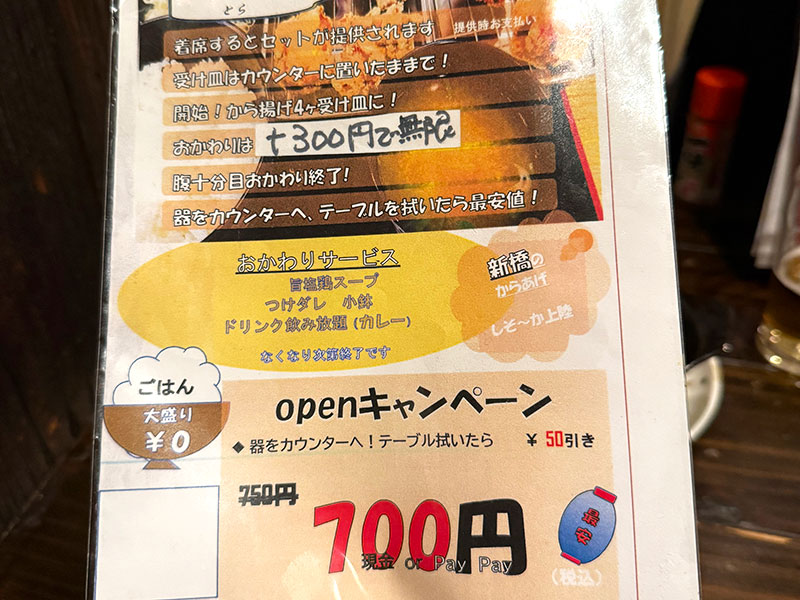 とら
提供時お支払い
着席するとセットが提供されます
受け皿はカウンターに置いたままで！
開始！から揚げ4ヶ受け皿に！
おかわりは +300円で無限
腹十分目おかわり終了！
器をカウンターへ、テーブルを拭いたら最安値！
おかわりサービス
旨塩鶏スープ
つけダレ 小鉢
ドリンク飲み放題 (カレー)
なくなり次第終了です
新橋の
からあげ
しぞ～か上陸
ごはん
大盛り
¥0
openキャンペーン
◆ 器をカウンターへ！テーブル拭いたら ¥ 50引き
750円
700円
現金 or Pay Pay
最安
(税込)